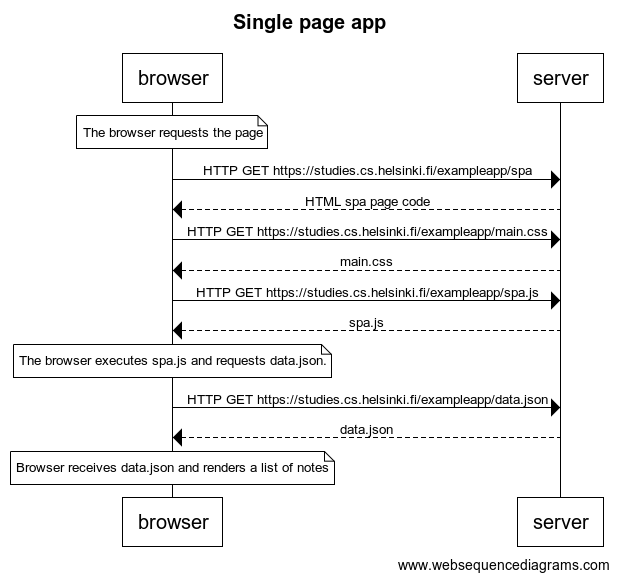 Single page app
browser server
The browser requests the page
HTTP GET https://studies.cs.helsinki.fi/exampleapp/spa
HTML spa page code
HTTP GET https://studies.cs.helsinki.fi/exampleapp/main.css
main.css
HTTP GET https://studies.cs.helsinki.fi/exampleapp/spa.js
spa.js
The browser executes spa.js and requests data.json.
HTTP GET https://studies.cs.helsinki.fi/exampleapp/data.json
data.json
Browser receives data.json and renders a list of notes
browser server
www.websequencediagrams.com